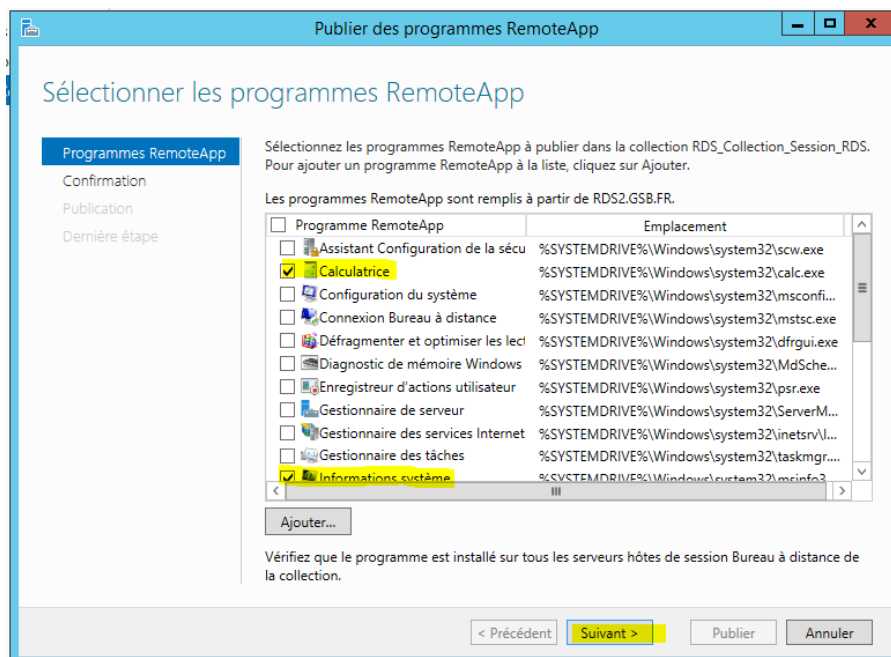 Publier des programmes RemoteApp
Sélectionner les programmes RemoteApp
Programmes RemoteApp
Confirmation
Publication
Dernière étape
Sélectionnez les programmes RemoteApp à publier dans la collection RDS_Collection_Session_RDS.
Pour ajouter un programme RemoteApp à la liste, cliquez sur Ajouter.
Les programmes RemoteApp sont remplis à partir de RDS2.GSB.FR.
Programme RemoteApp Emplacement
Assistant Configuration de la sécu %SYSTEMDRIVE%\Windows\system32\scw.exe
Calculatrice %SYSTEMDRIVE%\Windows\system32\calc.exe
Configuration du système %SYSTEMDRIVE%\Windows\system32\msconfi...
Connexion Bureau à distance %SYSTEMDRIVE%\Windows\system32\mstsc.exe
Défragmenter et optimiser les lect %SYSTEMDRIVE%\Windows\system32\dfrgui.exe
Diagnostic de mémoire Windows %SYSTEMDRIVE%\Windows\system32\MdSche...
Enregistreur d'actions utilisateur %SYSTEMDRIVE%\Windows\system32\psr.exe
Gestionnaire de serveur %SYSTEMDRIVE%\Windows\system32\ServerM...
Gestionnaire des services Internet %SYSTEMDRIVE%\Windows\system32\inetsrv\I...
Gestionnaire des tâches %SYSTEMDRIVE%\Windows\system32\taskmgr....
Informations système %SYSTEMDRIVE%\Windows\system32\msinfo3
Ajouter...
Vérifiez que le programme est installé sur tous les serveurs hôtes de session Bureau à distance de
la collection.
< Précédent Suivant > Publier Annuler